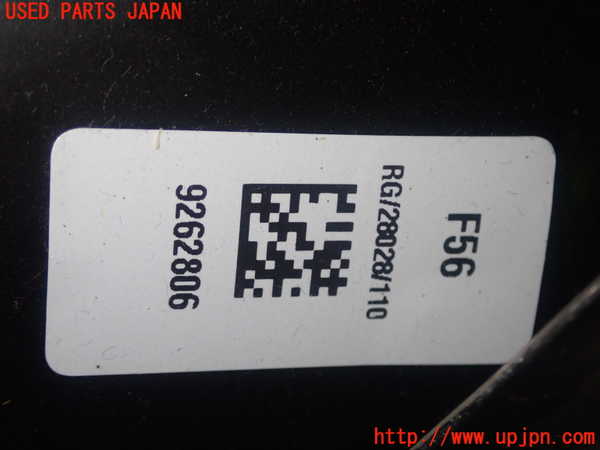 USED PARTS JAPAN
F56
RG/28028/110
9262806
http://www.upjpn.com/